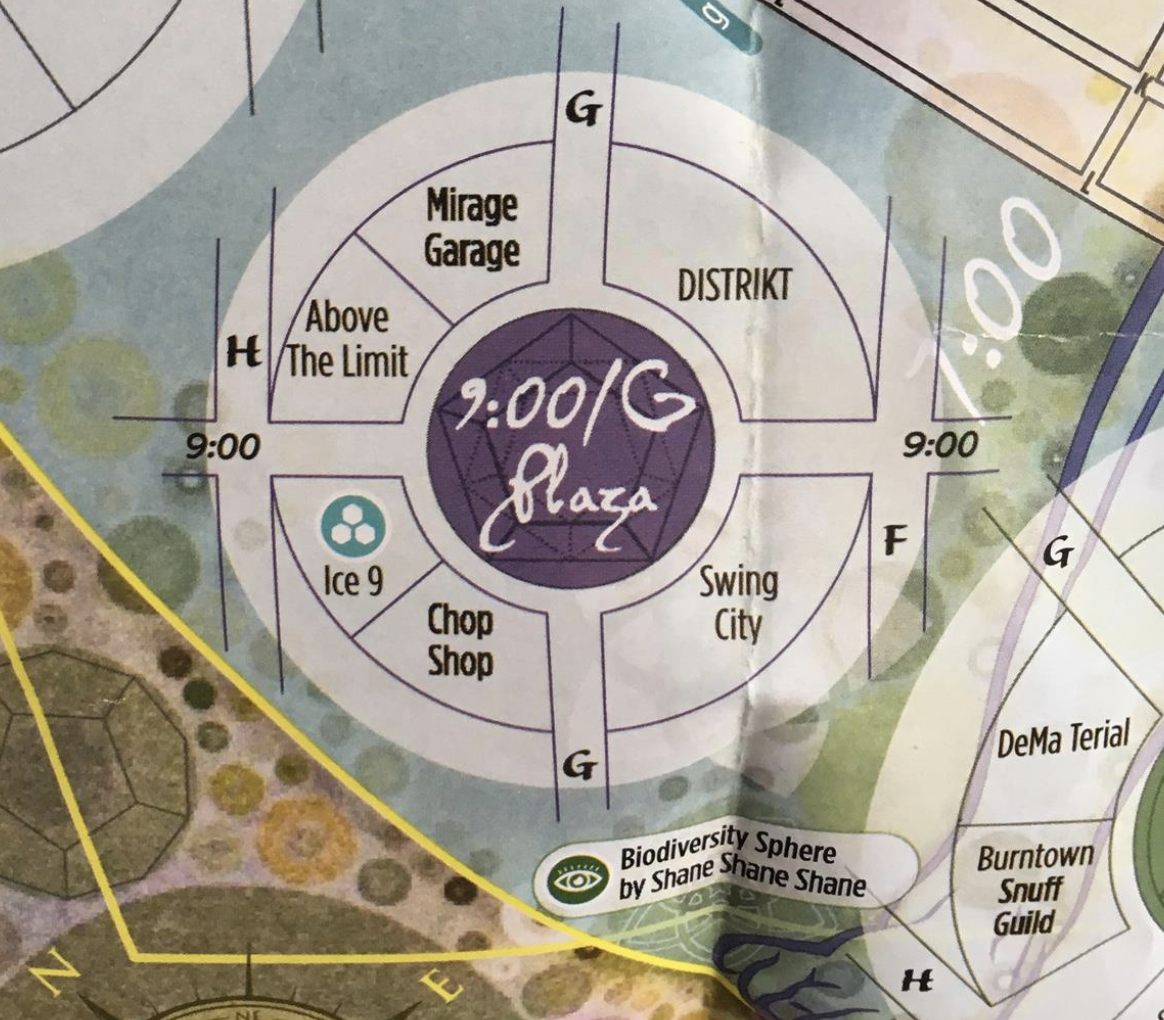 9
K
L
G
Mirage
Garage
DISTRIKT
7:00
Above
The Limit
H
9:00/G
Plaza
9:00
9:00
Ice 9
F
G
Chop
Shop
Swing
City
DeMa Terial
G
Biodiversity Sphere
by Shane Shane Shane
Burntown
Snuff
Guild
H
N
E
NE